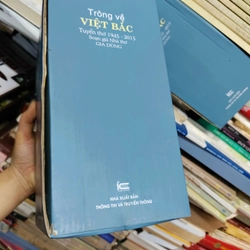 Trông về
VIỆT BẮC
Tuyển thơ 1945 - 2015
Soạn giả Nhà thơ
GIA DŨNG
NHÀ XUẤT BẢN
THÔNG TIN VÀ TRUYỀN THÔNG